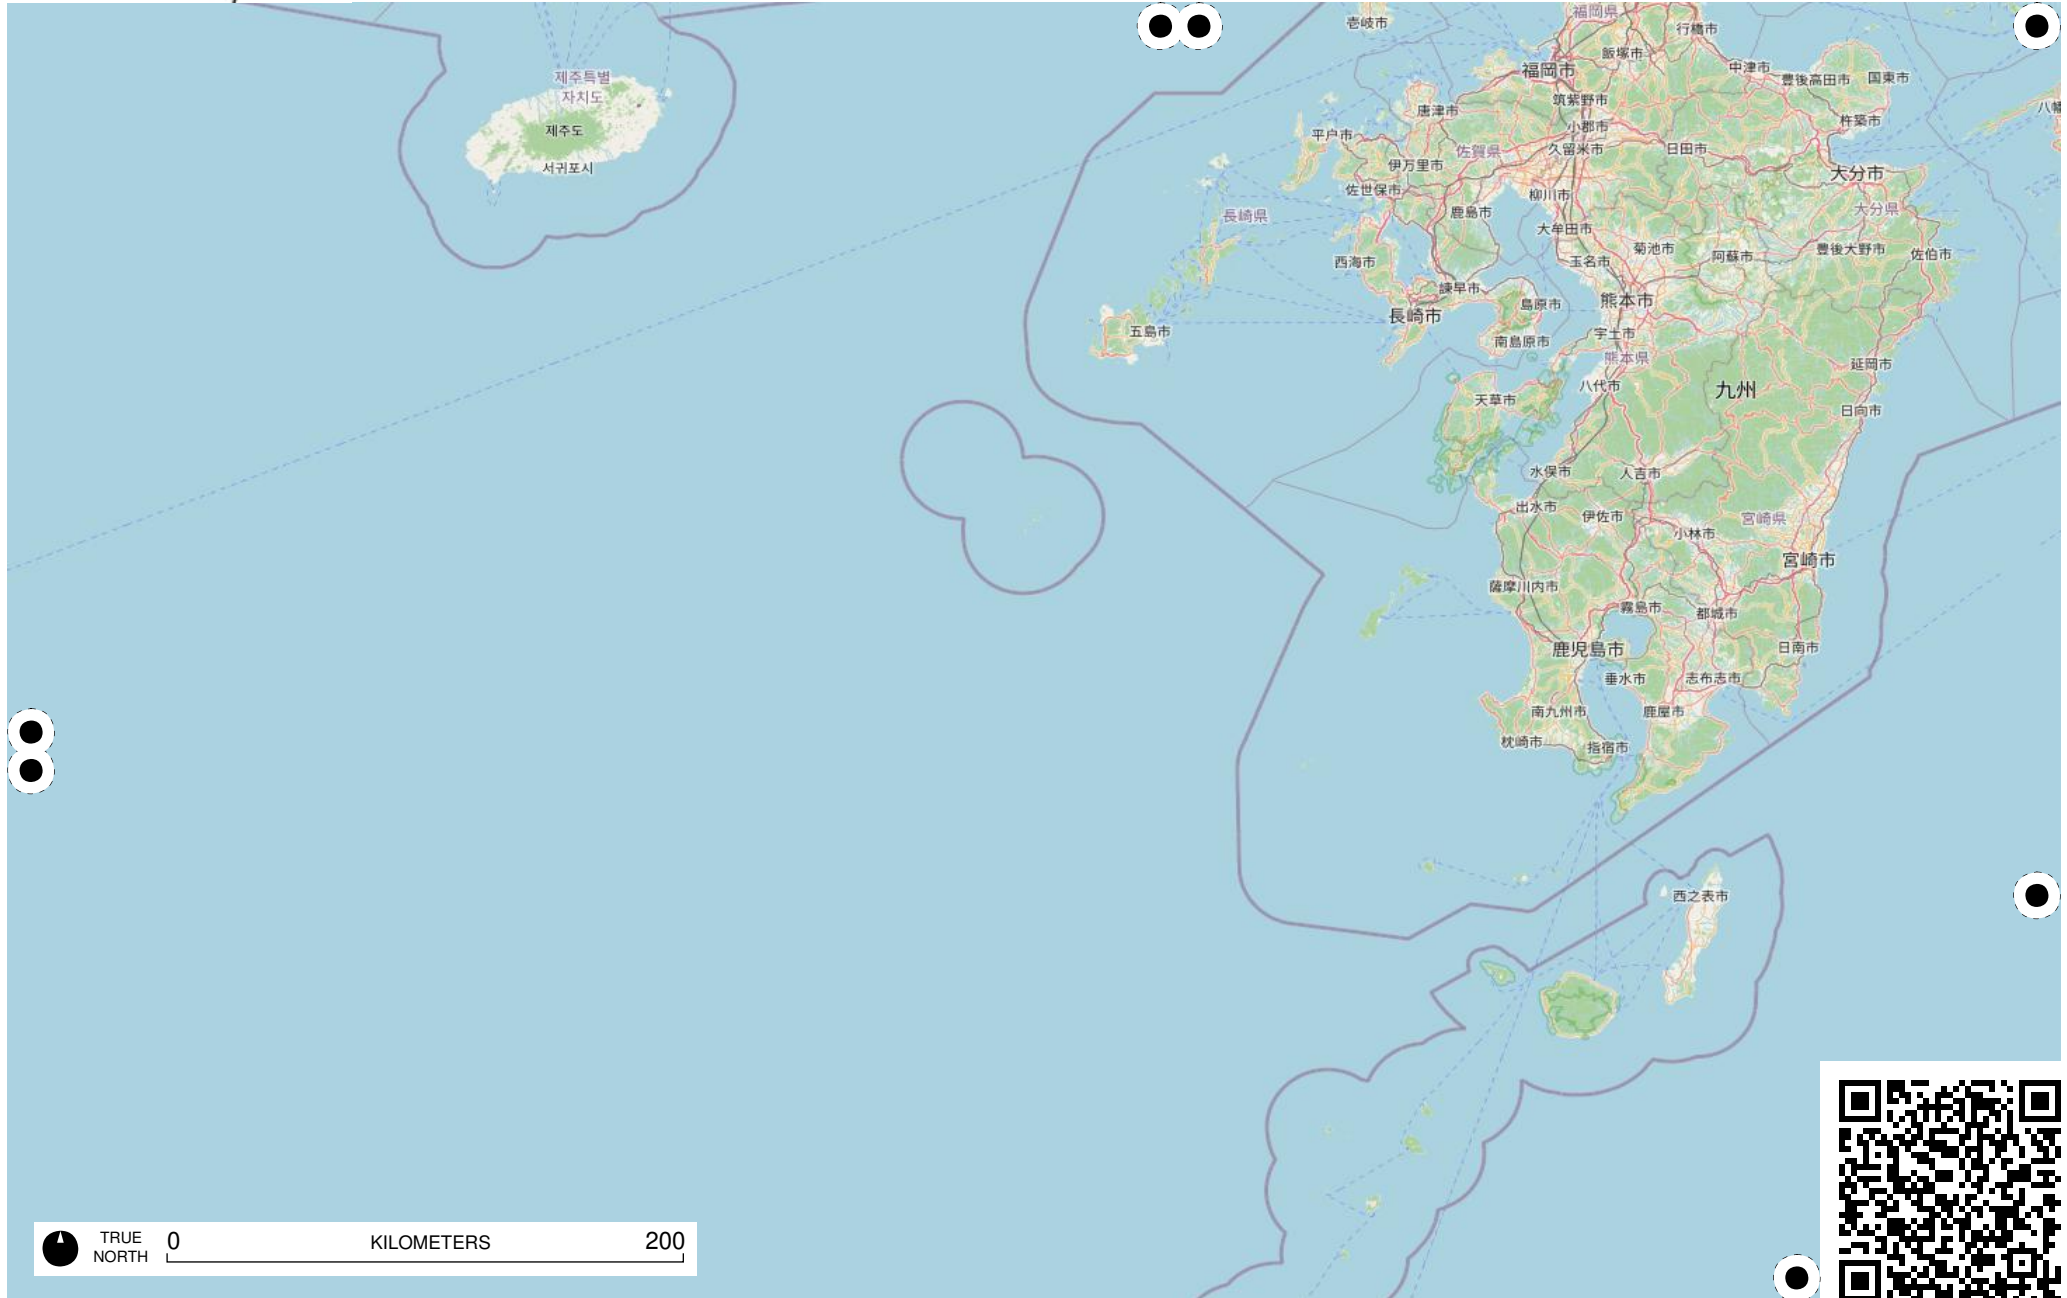 제주특별
자치도
제주도
서귀포시
壱岐市
福岡県
行橋市
飯塚市
福岡市
中津市
豊後高田市
国東市
唐津市
筑紫野市
小郡市
杵築市
平戸市
佐賀県
久留米市
日田市
伊万里市
大分市
佐世保市
柳川市
長崎県
鹿島市
大分県
大牟田市
菊池市
阿蘇市
豊後大野市
佐伯市
西海市
玉名市
諫早市
島原市
熊本市
長崎市
五島市
南島原市
宇土市
熊本県
延岡市
八代市
九州
天草市
日向市
水俣市
人吉市
出水市
伊佐市
宮崎県
小林市
宮崎市
薩摩川内市
霧島市
都城市
鹿児島市
日南市
垂水市
志布志市
南九州市
鹿屋市
枕崎市
指宿市
西之表市
TRUE
NORTH
0 KILOMETERS 200